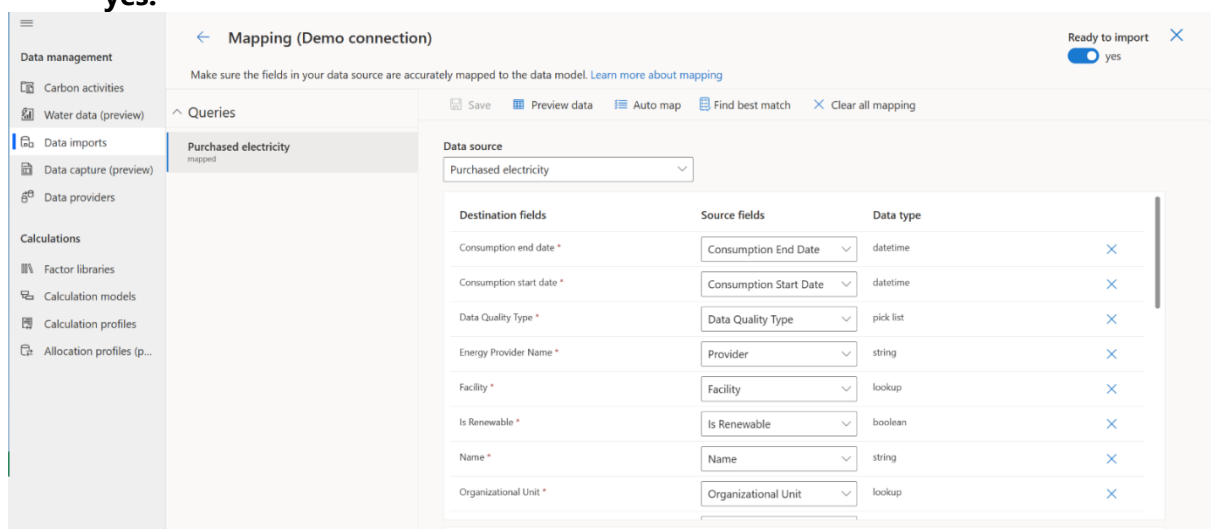 yes.
Mapping (Demo connection)
Ready to import
yes
Make sure the fields in your data source are accurately mapped to the data model. Learn more about mapping
Data management
Carbon activities
Water data (preview)
Data imports
Data capture (preview)
Data providers
Calculations
Factor libraries
Calculation models
Calculation profiles
Allocation profiles (p...
Queries
Purchased electricity
mapped
Save Preview data Auto map Find best match Clear all mapping
Data source
Purchased electricity
Destination fields Source fields Data type
Consumption end date * Consumption End Date datetime
Consumption start date * Consumption Start Date datetime
Data Quality Type * Data Quality Type pick list
Energy Provider Name * Provider string
Facility * Facility lookup
Is Renewable * Is Renewable boolean
Name * Name string
Organizational Unit * Organizational Unit lookup